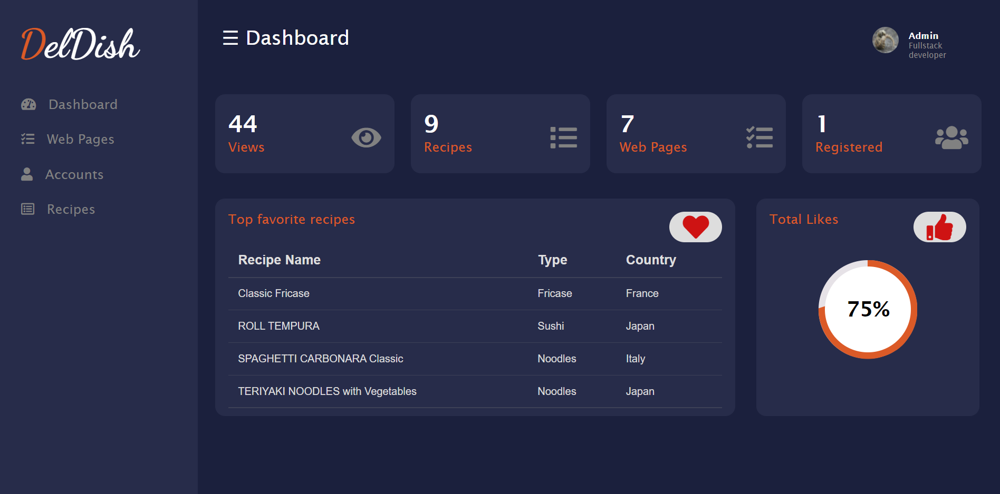 DelDish
☰ Dashboard
Admin
Fullstack
developer
Dashboard
Web Pages
Accounts
Recipes
44
Views
9
Recipes
7
Web Pages
1
Registered
Top favorite recipes
Recipe Name Type Country
Classic Fricase Fricase France
ROLL TEMPURA Sushi Japan
SPAGHETTI CARBONARA Classic Noodles Italy
TERIYAKI NOODLES with Vegetables Noodles Japan
Total Likes
75%